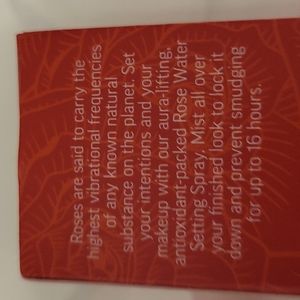 Roses are said to carry the
highest vibrational frequencies
of any known natural
substance on the planet. Set
your intentions and your
makeup with our aura-lifting,
antioxidant-packed Rose Water
Setting Spray. Mist all over
your finished look to lock it
down and prevent smudging
for up to 16 hours.